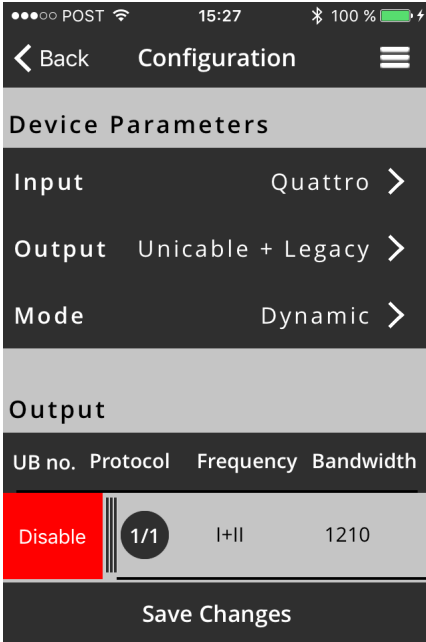 ●●●○○ POST 15:27 100 %
Back Configuration
Device Parameters
Input Quattro
Output Unicable + Legacy
Mode Dynamic
Output
UB no. Protocol Frequency Bandwidth
Disable 1/1 I+II 1210
Save Changes